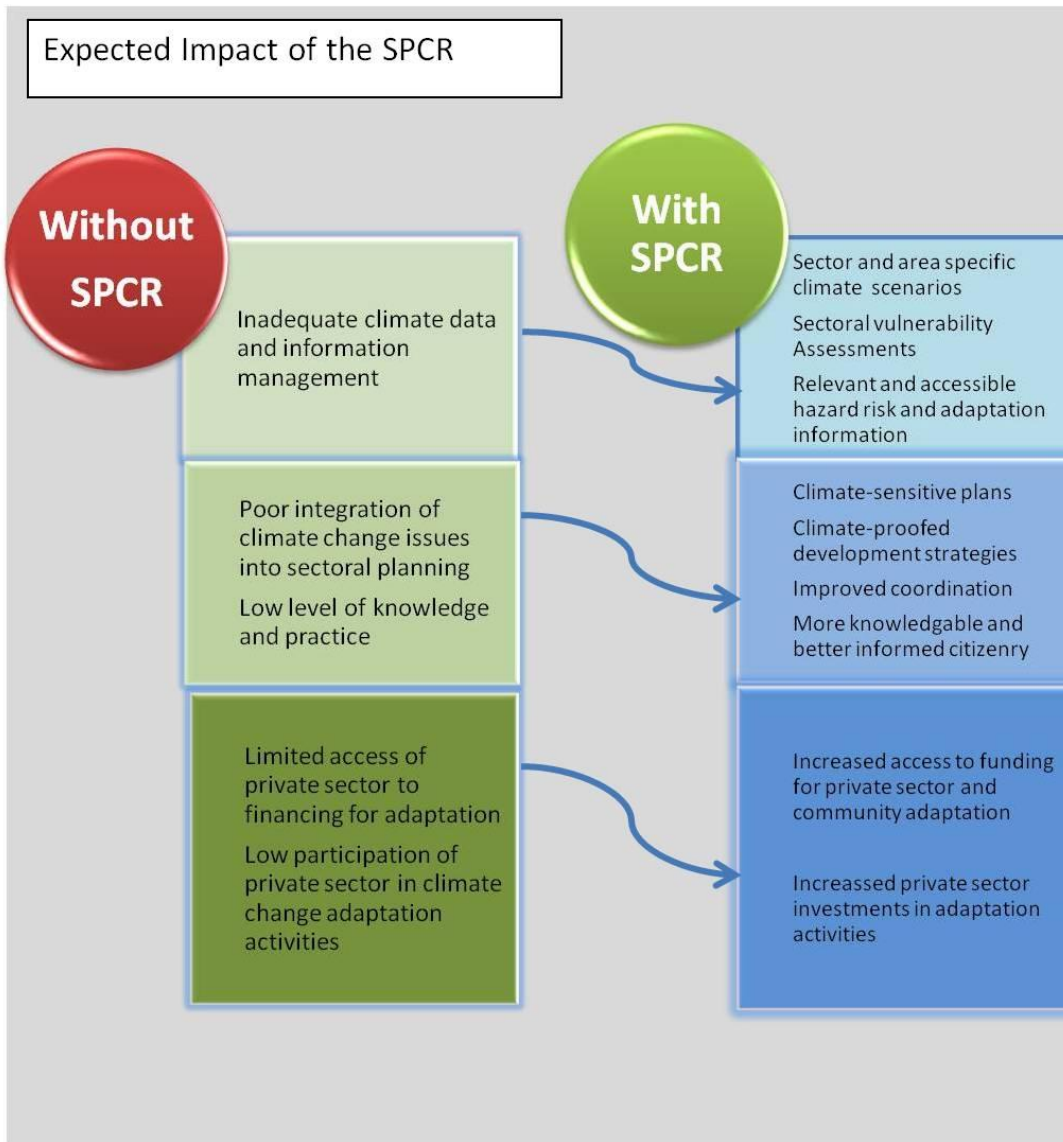 Expected Impact of the SPCR
Without
SPCR
Inadequate climate data
and information
management
Poor integration of
climate change issues
into sectoral planning
Low level of knowledge
and practice
Limited access of
private sector to
financing for adaptation
Low participation of
private sector in climate
change adaptation
activities
With
SPCR
Sector and area specific
climate scenarios
Sectoral vulnerability
Assessments
Relevant and accessible
hazard risk and adaptation
information
Climate-sensitive plans
Climate-proofed
development strategies
Improved coordination
More knowledgable and
better informed citizenry
Increased access to funding
for private sector and
community adaptation
Increassed private sector
investments in adaptation
activities